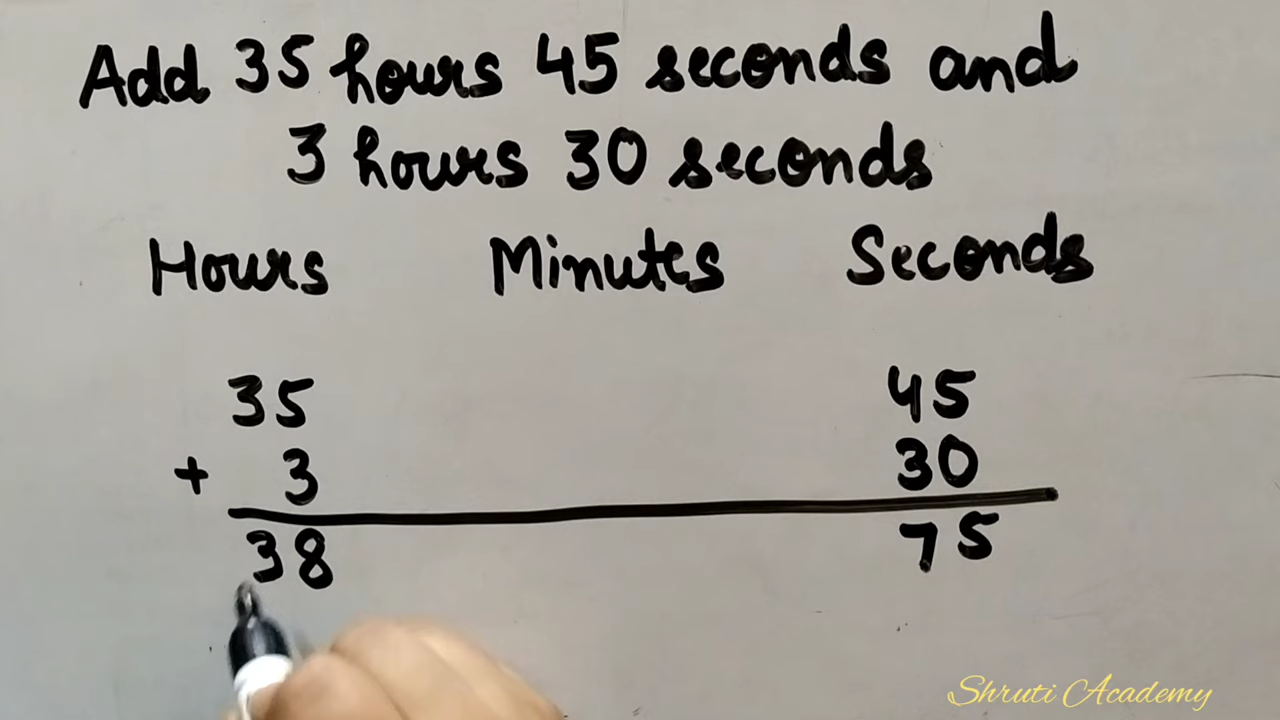 Add 35 hours 45 seconds and
3 hours 30 seconds
Hours Minutes Seconds
35 45
+ 3 30
38 75
Shruti Academy